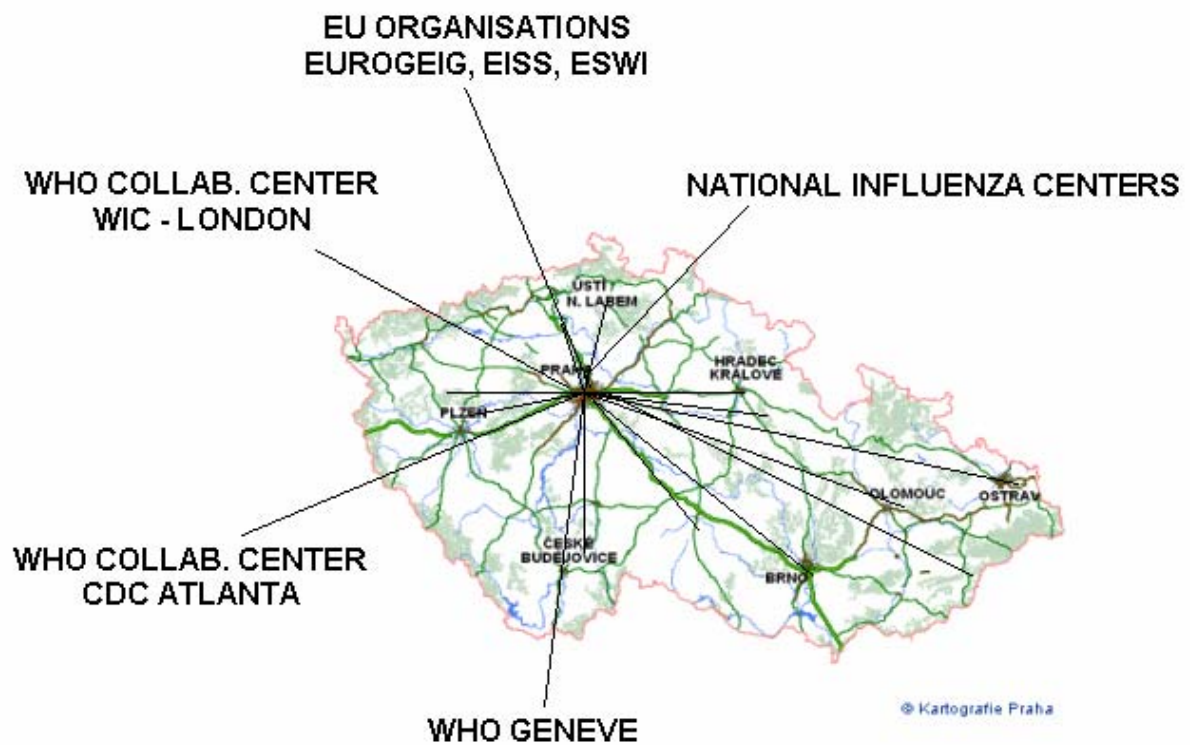 EU ORGANISATIONS
EUROGEIG, EISS, ESWI
WHO COLLAB. CENTER
WIC - LONDON
NATIONAL INFLUENZA CENTERS
ÚSTÍ
N. LABEM
PRAHA
HRADEC
KRÁLOVÉ
PLZEŇ
OLOMOUC
OSTRAV
WHO COLLAB. CENTER
CDC ATLANTA
ČESKÉ
BUDĚJOVICE
BRNO
© Kartografie Praha
WHO GENEVE